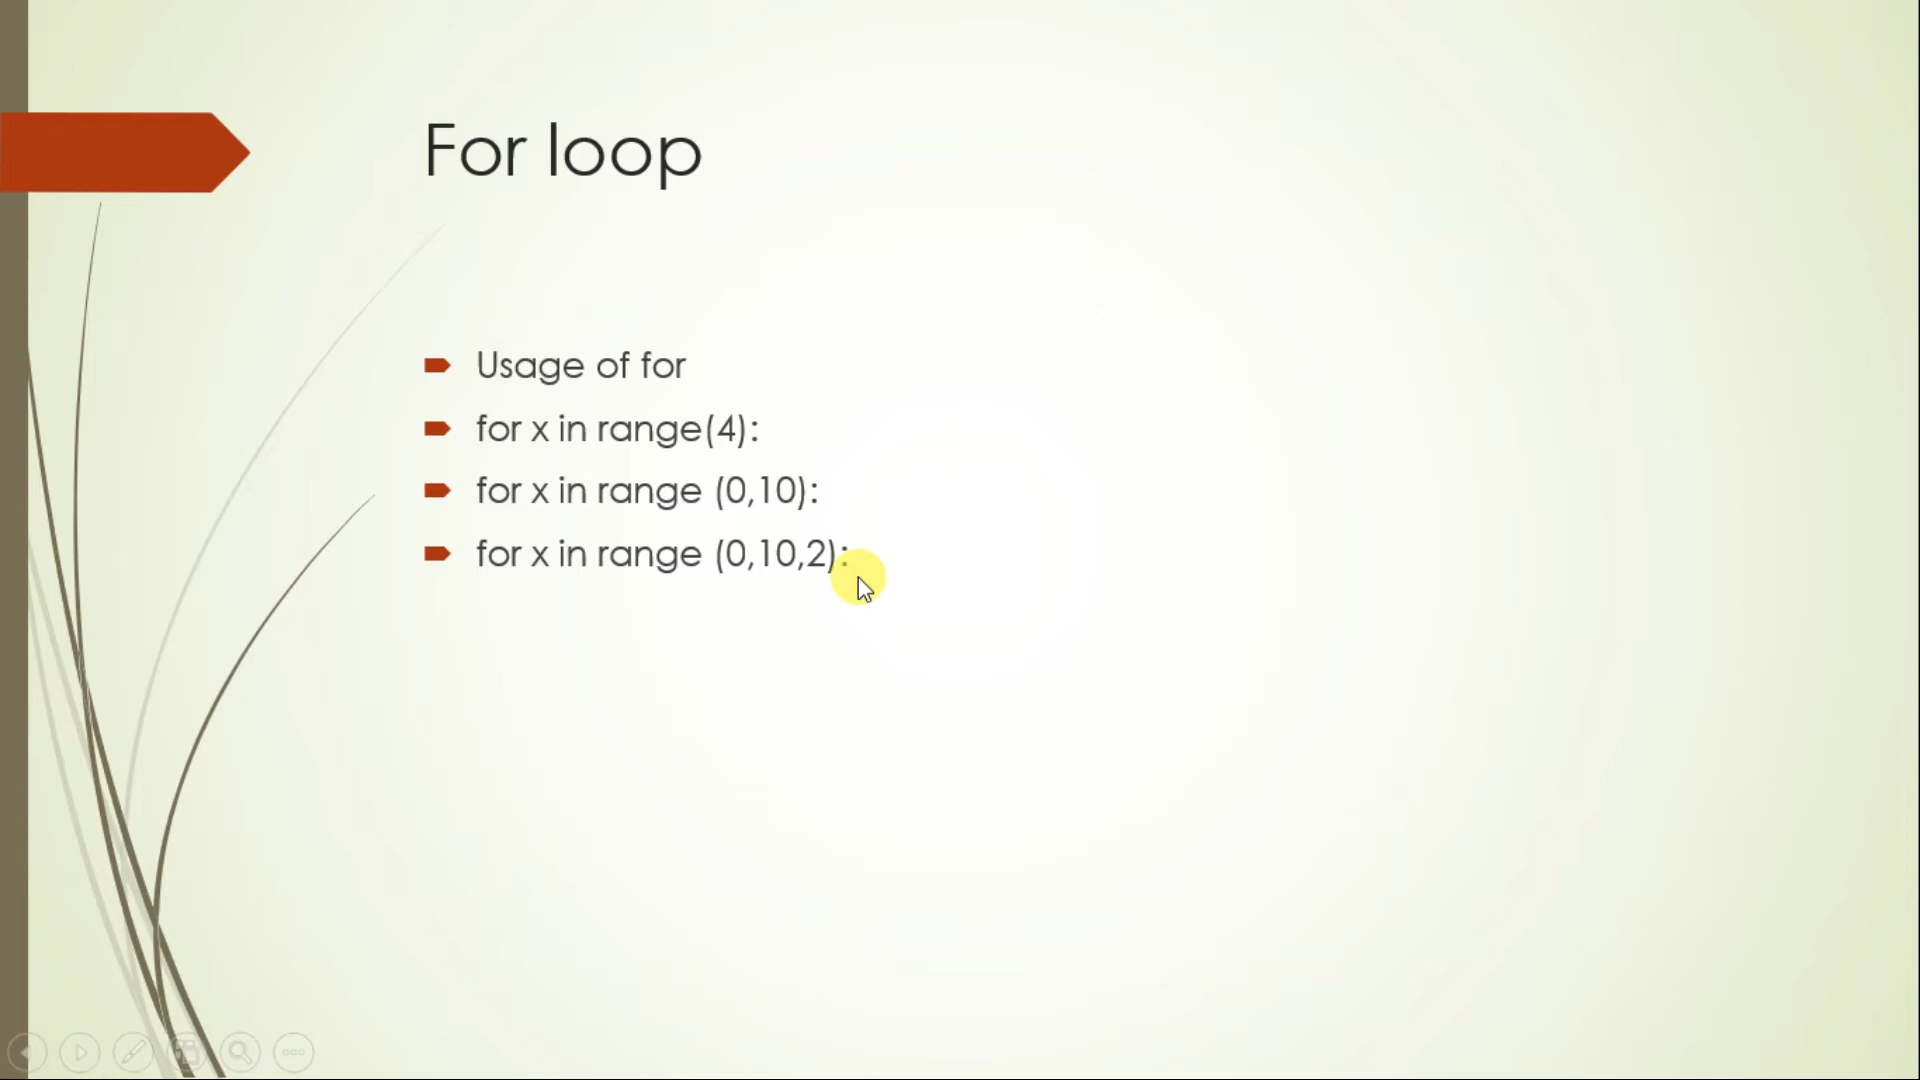 For loop
Usage of for
for x in range(4):
for x in range (0,10):
for x in range (0,10,2):